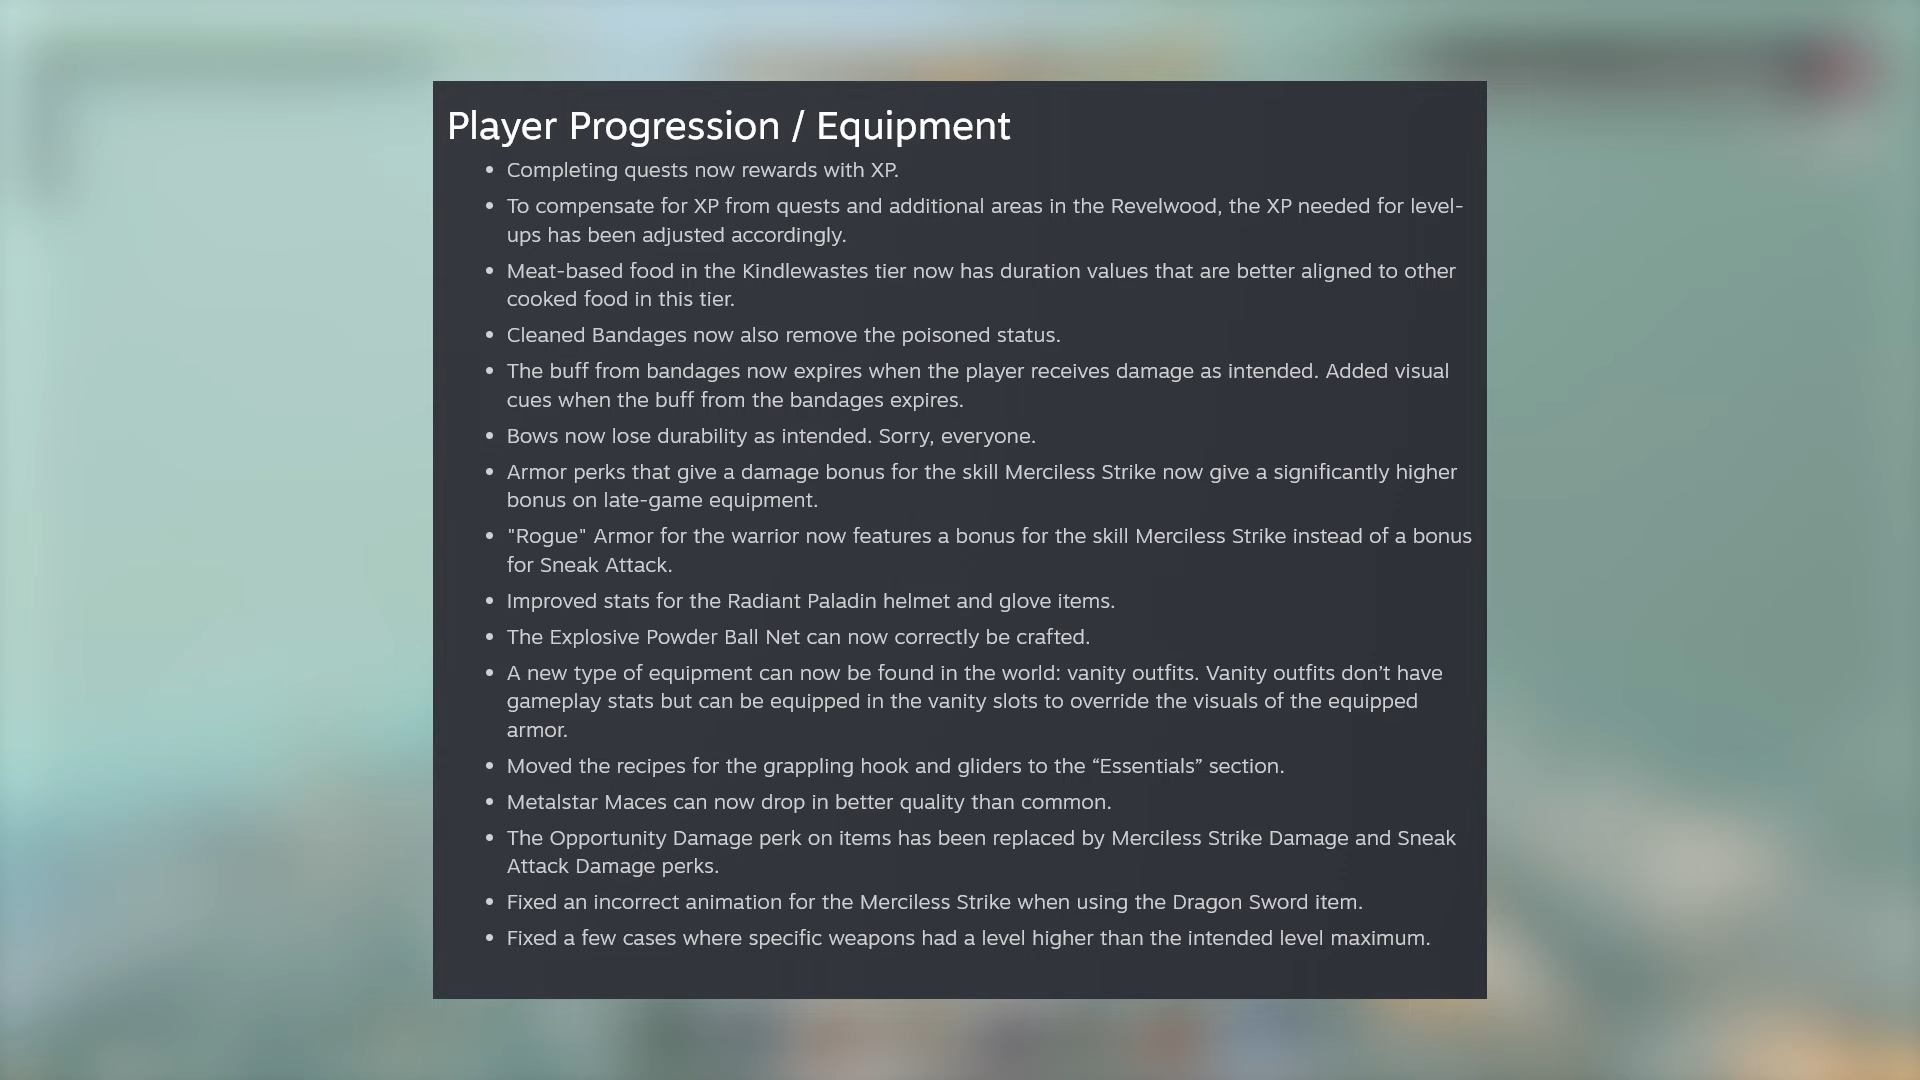 Player Progression / Equipment
• Completing quests now rewards with XP.
• To compensate for XP from quests and additional areas in the Revelwood, the XP needed for level-
ups has been adjusted accordingly.
• Meat-based food in the Kindlewastes tier now has duration values that are better aligned to other
cooked food in this tier.
• Cleaned Bandages now also remove the poisoned status.
• The buff from bandages now expires when the player receives damage as intended. Added visual
cues when the buff from the bandages expires.
• Bows now lose durability as intended. Sorry, everyone.
• Armor perks that give a damage bonus for the skill Merciless Strike now give a significantly higher
bonus on late-game equipment.
• "Rogue" Armor for the warrior now features a bonus for the skill Merciless Strike instead of a bonus
for Sneak Attack.
• Improved stats for the Radiant Paladin helmet and glove items.
• The Explosive Powder Ball Net can now correctly be crafted.
• A new type of equipment can now be found in the world: vanity outfits. Vanity outfits don’t have
gameplay stats but can be equipped in the vanity slots to override the visuals of the equipped
armor.
• Moved the recipes for the grappling hook and gliders to the “Essentials” section.
• Metalstar Maces can now drop in better quality than common.
• The Opportunity Damage perk on items has been replaced by Merciless Strike Damage and Sneak
Attack Damage perks.
• Fixed an incorrect animation for the Merciless Strike when using the Dragon Sword item.
• Fixed a few cases where specific weapons had a level higher than the intended level maximum.